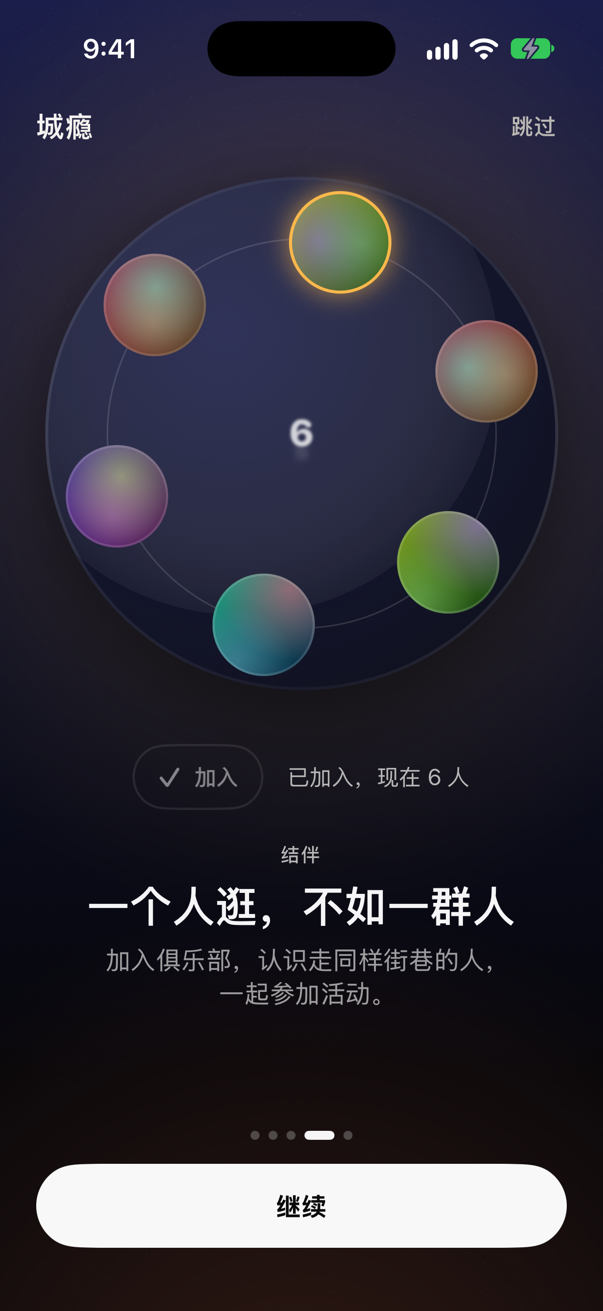 9:41
城瘾
跳过
6
加入
已加入，现在 6 人
结伴
一个人逛，不如一群人
加入俱乐部，认识走同样街巷的人，
一起参加活动。
继续